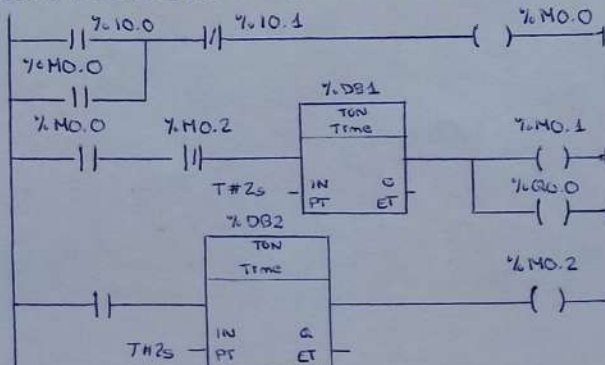 %I0.0 %I0.1 %M0.0
%M0.0
%DB1
%M0.0 %M0.2 TON %M0.1
Time
T#2s IN Q %Q0.0
PT ET
%DB2
TON
Time %M0.2
IN Q
T#2s PT ET